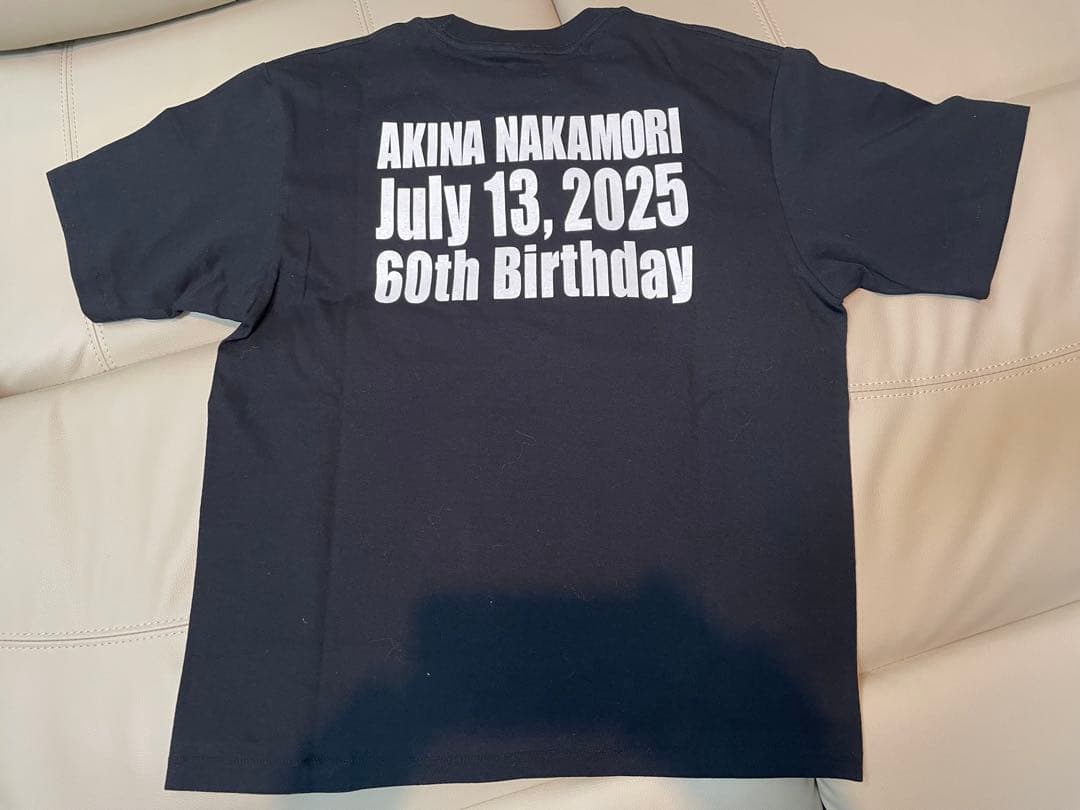 AKINA NAKAMORI
July 13, 2025
60th Birthday